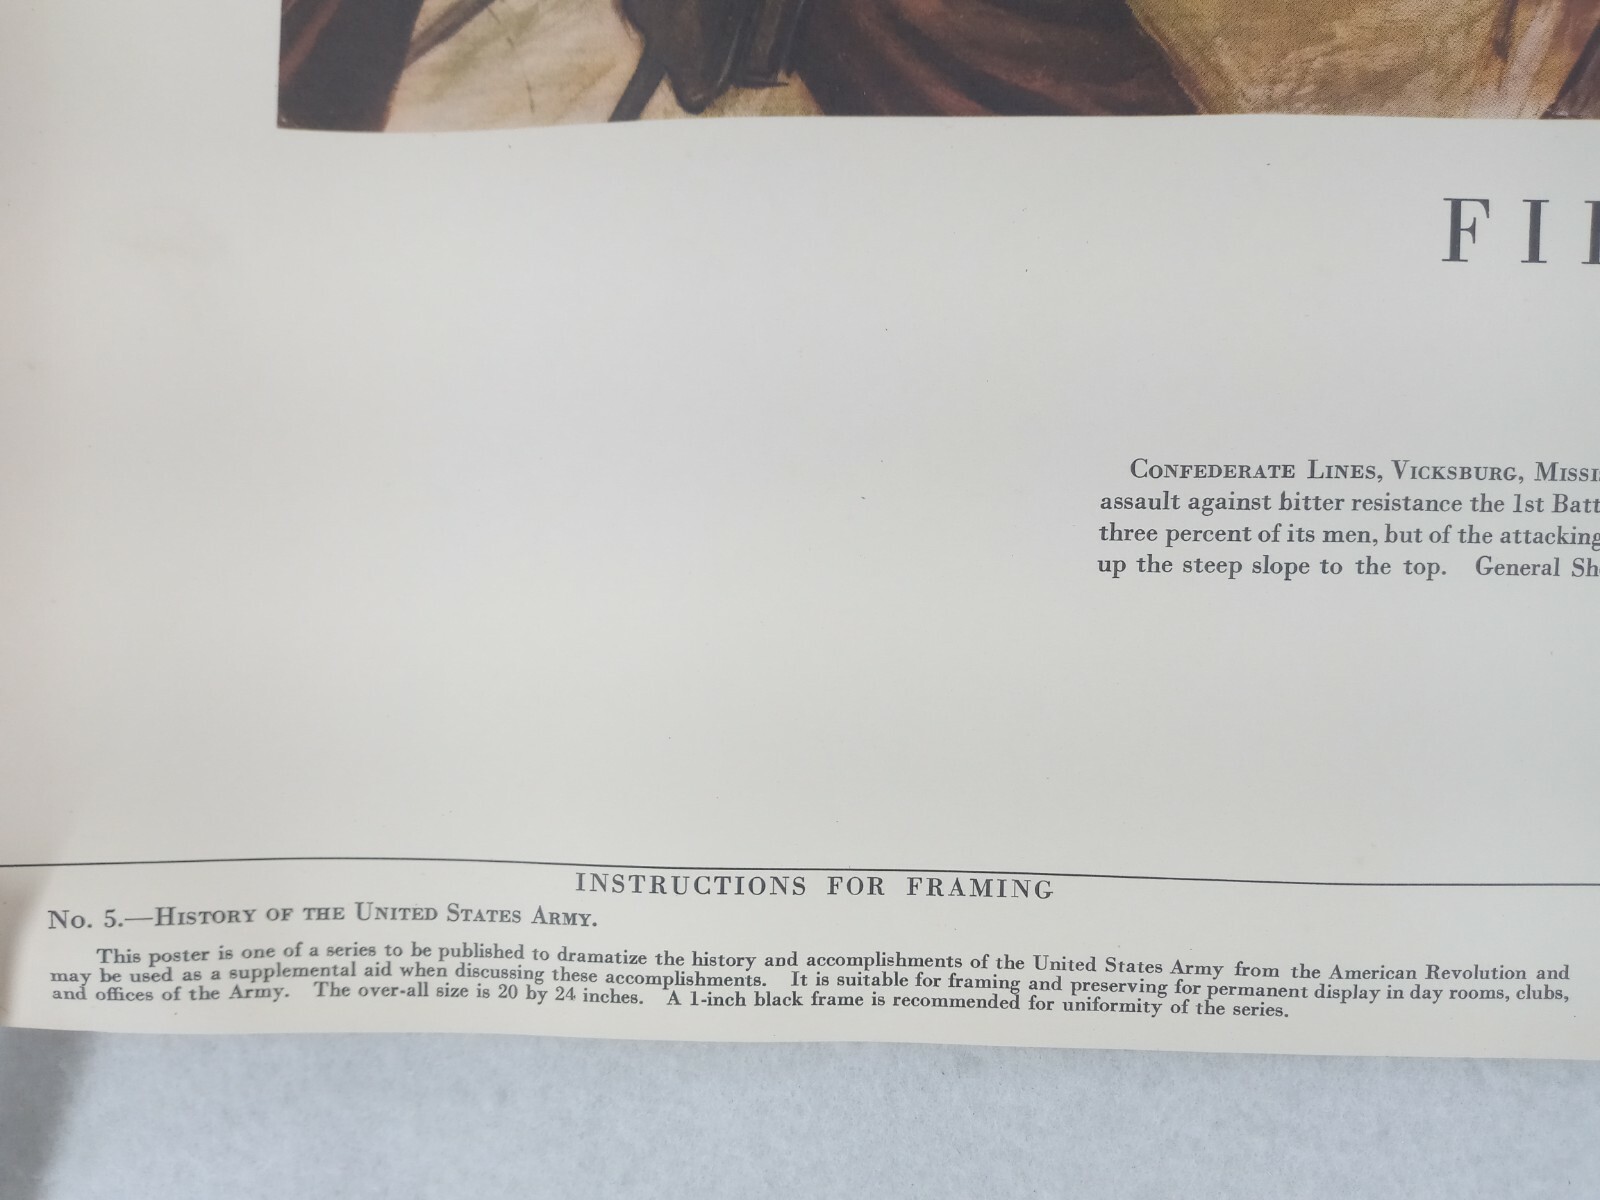 FI
CONFEDERATE LINES, VICKSBURG, MISSI
assault against bitter resistance the 1st Batt
three percent of its men, but of the attacking
up the steep slope to the top. General Sh
INSTRUCTIONS FOR FRAMING
No. 5.—HISTORY OF THE UNITED STATES ARMY.
This poster is one of a series to be published to dramatize the history and accomplishments of the United States Army from the American Revolution and
may be used as a supplemental aid when discussing these accomplishments. It is suitable for framing and preserving for permanent display in day rooms, clubs,
and offices of the Army. The over-all size is 20 by 24 inches. A 1-inch black frame is recommended for uniformity of the series.